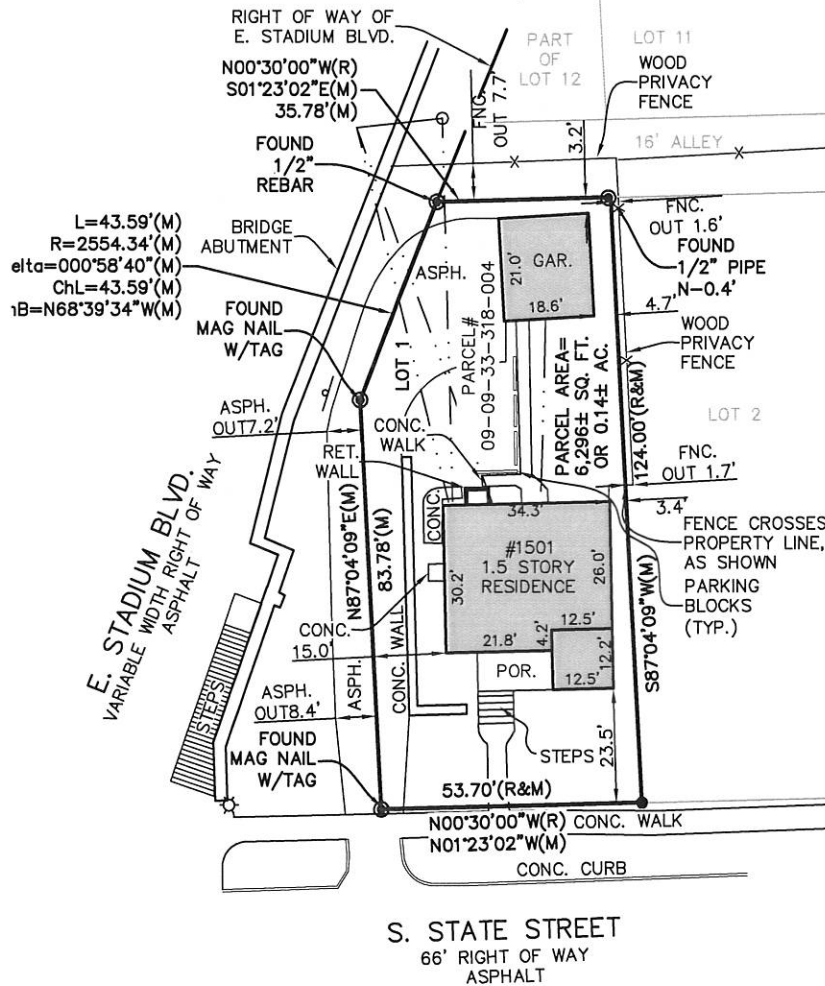 RIGHT OF WAY OF
E. STADIUM BLVD.
PART
OF
LOT 12
LOT 11
WOOD
PRIVACY
FENCE
N00°30'00"W(R)
S01°23'02"E(M)
35.78'(M)
FNC.
OUT 7.7'
3.2'
16' ALLEY
FOUND
1/2"
REBAR
L=43.59'(M)
R=2554.34'(M)
elta=000°58'40"(M)
ChL=43.59'(M)
B=N68°39'34"W(M)
BRIDGE
ABUTMENT
ASPH.
GAR.
21.0'
18.6'
FNC.
OUT 1.6'
FOUND
1/2" PIPE
N-0.4'
4.7'
WOOD
PRIVACY
FENCE
FOUND
MAG NAIL
W/TAG
LOT 1
PARCEL#
09-09-33-318-004
PARCEL AREA=
6,296± SQ. FT.
OR 0.14± AC.
124.00'(R&M)
LOT 2
ASPH.
OUT7.2'
CONC.
WALK
RET.
WALL
FNC.
OUT 1.7'
3.4'
E. STADIUM BLVD.
VARIABLE WIDTH RIGHT OF WAY
ASPHALT
N87°04'09"E(M)
83.78'(M)
CONC.
34.3'
#1501
1.5 STORY
RESIDENCE
30.2'
26.0'
FENCE CROSSES
PROPERTY LINE,
AS SHOWN
PARKING
BLOCKS
(TYP.)
CONC.
15.0'
21.8'
4.2'
12.5'
12.2'
12.5'
POR.
CONC. WALL
ASPH.
ASPH.
OUT8.4'
S87°04'09"W(M)
STEPS
STEPS
23.5'
FOUND
MAG NAIL
W/TAG
53.70'(R&M)
N00°30'00"W(R)
N01°23'02"W(M)
CONC. WALK
CONC. CURB
S. STATE STREET
66' RIGHT OF WAY
ASPHALT